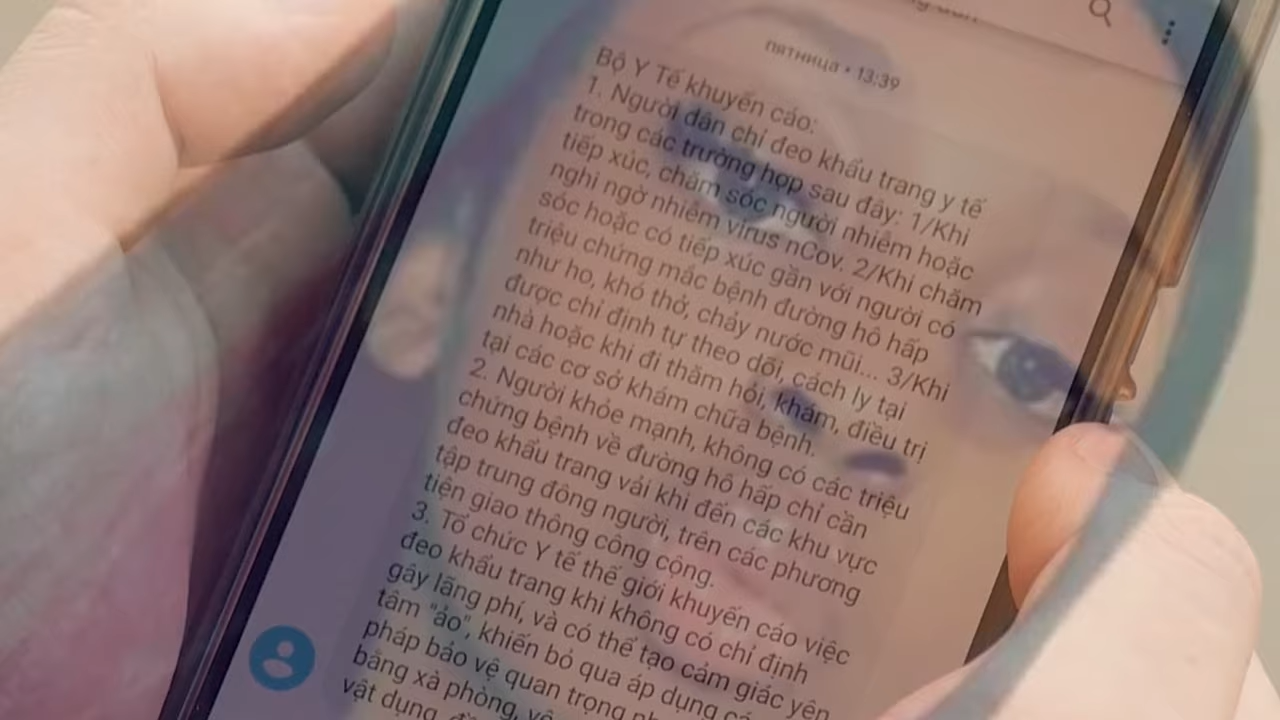 пятница • 13:39
Bộ Y Tế khuyến cáo:
1. Người dân chỉ đeo khẩu trang y tế
trong các trường hợp sau đây: 1/Khi
tiếp xúc, chăm sóc người nhiễm hoặc
nghi ngờ nhiễm virus nCov. 2/Khi chăm
sóc hoặc có tiếp xúc gần với người có
triệu chứng mắc bệnh đường hô hấp
như ho, khó thở, chảy nước mũi... 3/Khi
được chỉ định tự theo dõi, cách ly tại
nhà hoặc khi đi thăm hỏi, khám, điều trị
tại các cơ sở khám chữa bệnh.
2. Người khỏe mạnh, không có các triệu
chứng bệnh về đường hô hấp chỉ cần
đeo khẩu trang vải khi đến các khu vực
tập trung đông người, trên các phương
tiện giao thông công cộng.
3. Tổ chức Y tế thế giới khuyến cáo việc
đeo khẩu trang khi không có chỉ định
gây lãng phí, và có thể tạo cảm giác yên
tâm "ảo", khiến bỏ qua áp dụng
pháp bảo vệ quan trọng
bằng xà phòng,
vật dụng,